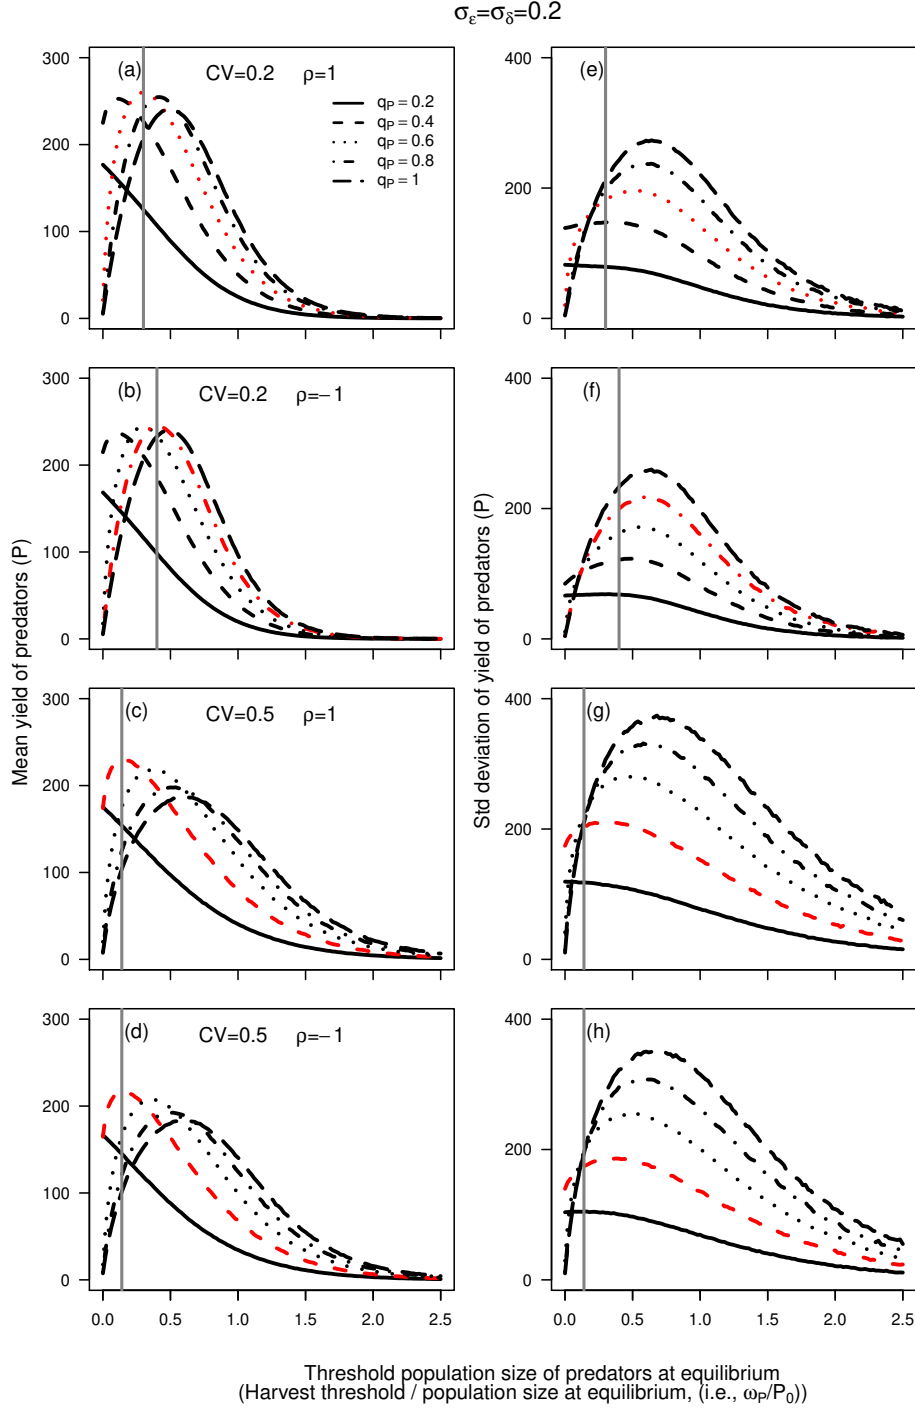 σε=σδ=0.2
(a) CV=0.2 ρ=1
qP = 0.2
qP = 0.4
qP = 0.6
qP = 0.8
qP = 1
300
200
100
0
(e)
400
200
0
(b) CV=0.2 ρ=−1
300
200
100
0
(f)
400
200
0
Mean yield of predators (P)
Std deviation of yield of predators (P)
(c) CV=0.5 ρ=1
300
200
100
0
(g)
400
200
0
(d) CV=0.5 ρ=−1
300
200
100
0
0.0 0.5 1.0 1.5 2.0 2.5
(h)
400
200
0
0.0 0.5 1.0 1.5 2.0 2.5
Threshold population size of predators at equilibrium
(Harvest threshold / population size at equilibrium, (i.e., ωP/P0))